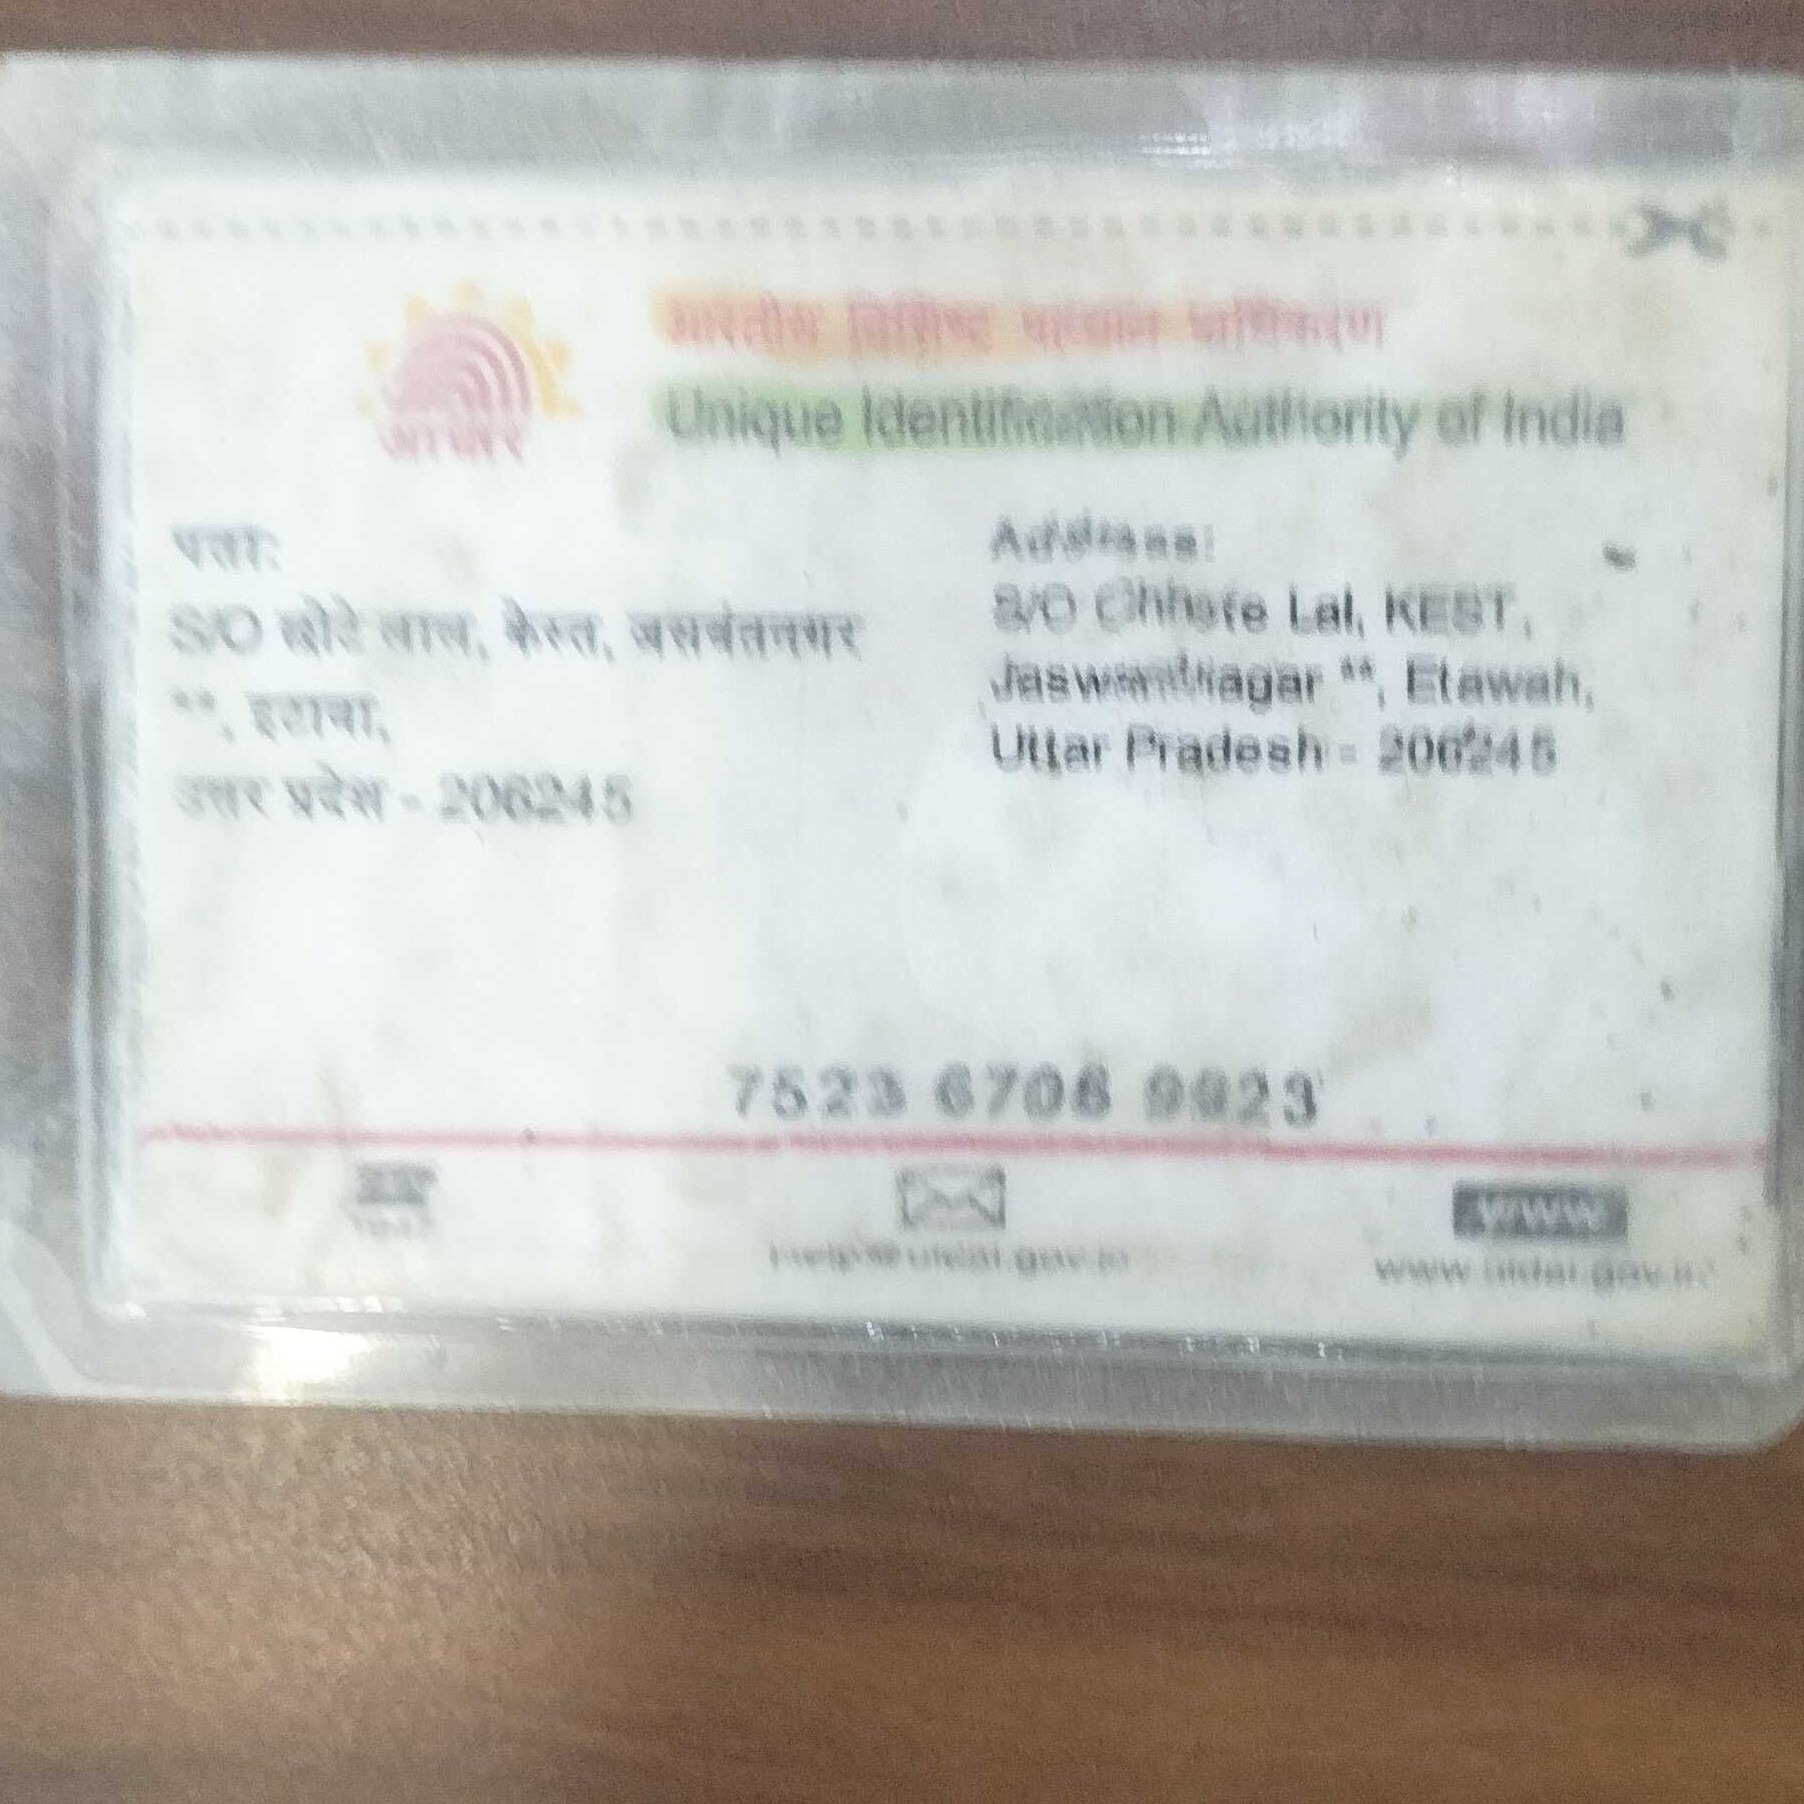 भारतीय विशिष्ट पहचान प्राधिकरण
Unique Identification Authority of India
पता:
S/O छोटे लाल, केस्त, जसवंतनगर
**, इटावा,
उत्तर प्रदेश - 206245
Address:
S/O Chhote Lal, KEST,
Jaswantnagar **, Etawah,
Uttar Pradesh - 206245
7523 6706 9923
help@uidai.gov.in
www
www.uidai.gov.in